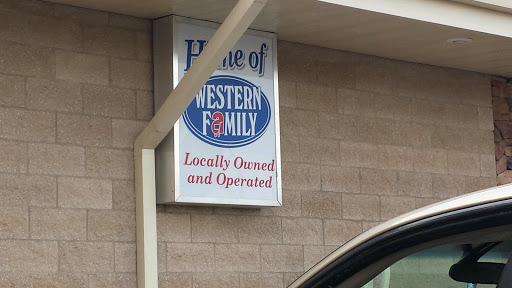 Home of
WESTERN
FaMILY
Locally Owned
and Operated